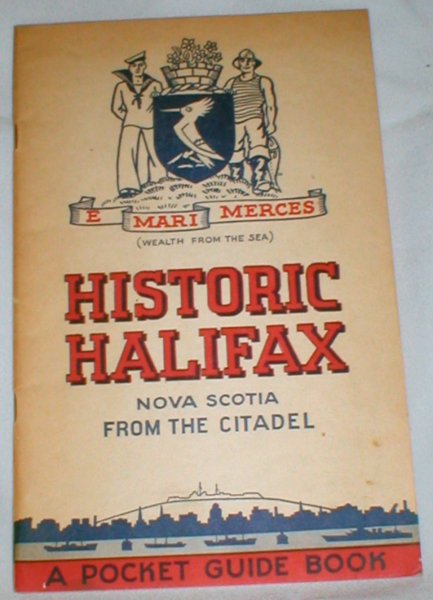 E MARI MERCES
(WEALTH FROM THE SEA)
HISTORIC
HALIFAX
NOVA SCOTIA
FROM THE CITADEL
A POCKET GUIDE BOOK